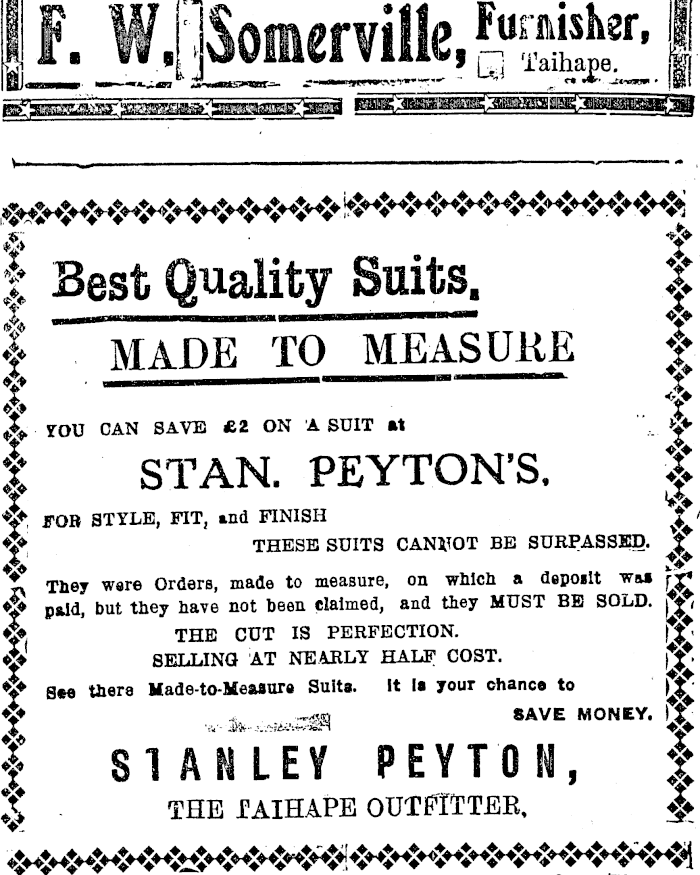 F. W. Somerville, Furnisher,
Taihape.
Best Quality Suits.
MADE TO MEASURE
YOU CAN SAVE £2 ON A SUIT at
STAN. PEYTON'S.
FOR STYLE, FIT, and FINISH
THESE SUITS CANNOT BE SURPASSED.
They were Orders, made to measure, on which a deposit was
paid, but they have not been claimed, and they MUST BE SOLD.
THE CUT IS PERFECTION.
SELLING AT NEARLY HALF COST.
See there Made-to-Measure Suits. It is your chance to
SAVE MONEY.
STANLEY PEYTON,
THE TAIHAPE OUTFITTER.